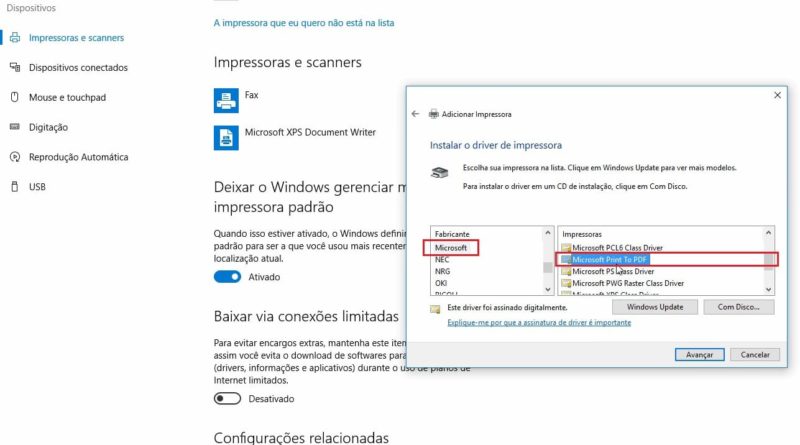 Dispositivos
Impressoras e scanners
Dispositivos conectados
Mouse e touchpad
Digitação
Reprodução Automática
USB
A impressora que eu quero não está na lista
Impressoras e scanners
Fax
Microsoft XPS Document Writer
Deixar o Windows gerenciar m
impressora padrão
Quando isso estiver ativado, o Windows defini
padrão para ser a que você usou mais recenter
localização atual.
Ativado
Baixar via conexões limitadas
Para evitar encargos extras, mantenha este iten
assim você evita o download de softwares para
(drivers, informações e aplicativos) durante o uso de planos de
Internet limitados.
Desativado
Configurações relacionadas
Adicionar Impressora
Instalar o driver de impressora
Escolha sua impressora na lista. Clique em Windows Update para ver mais modelos.
Para instalar o driver em um CD de instalação, clique em Com Disco.
Fabricante
Microsoft
NEC
NRG
OKI
RICOH
Impressoras
Microsoft PCL6 Class Driver
Microsoft Print To PDF
Microsoft PS Class Driver
Microsoft PWG Raster Class Driver
Microsoft XPS Class Driver
Este driver foi assinado digitalmente.
Explique-me por que a assinatura de driver é importante
Windows Update
Com Disco...
Avançar
Cancelar